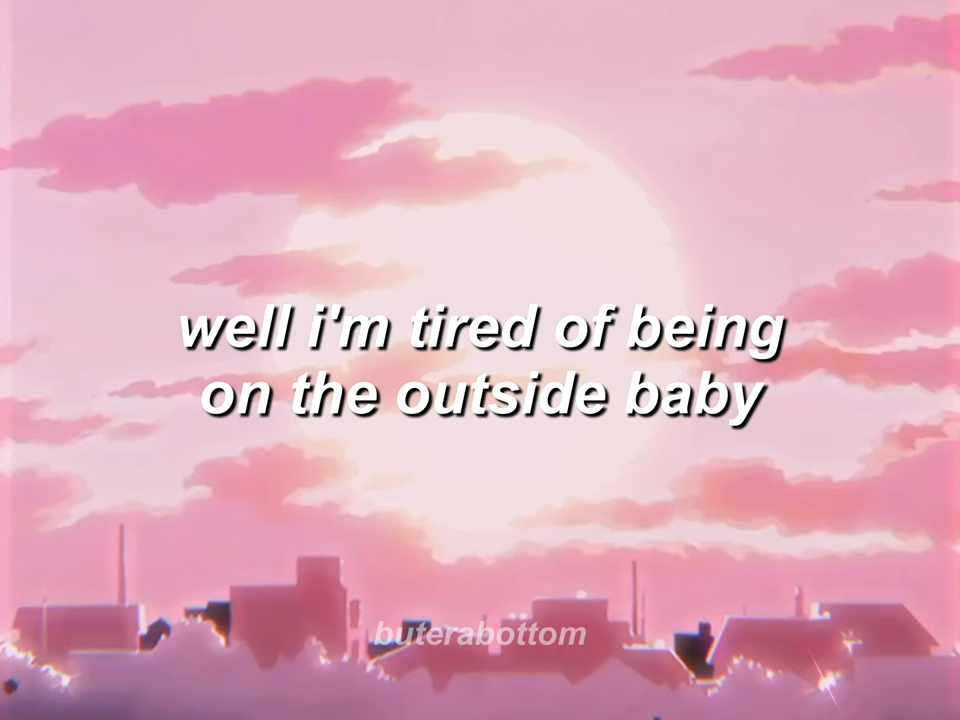 well i'm tired of being
on the outside baby
buterabottom